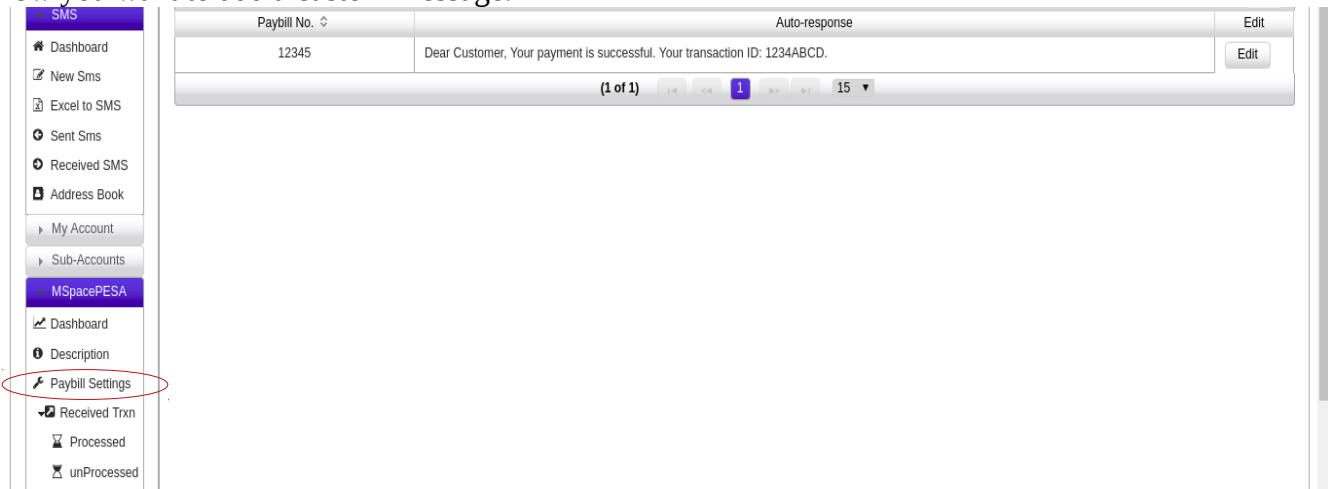 message.
SMS
Dashboard
New Sms
Excel to SMS
Sent Sms
Received SMS
Address Book
My Account
Sub-Accounts
MSpacePESA
Dashboard
Description
Paybill Settings
Received Trxn
Processed
unProcessed
Paybill No. Auto-response Edit
12345 Dear Customer, Your payment is successful. Your transaction ID: 1234ABCD. Edit
(1 of 1) 1 15